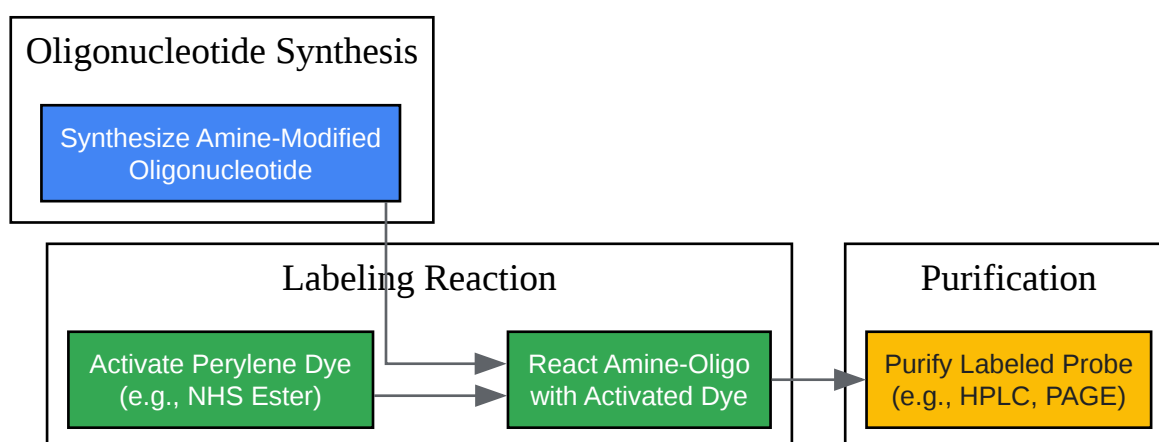 Oligonucleotide Synthesis
Synthesize Amine-Modified
Oligonucleotide
Labeling Reaction
Purification
Activate Perylene Dye
(e.g., NHS Ester)
React Amine-Oligo
with Activated Dye
Purify Labeled Probe
(e.g., HPLC, PAGE)